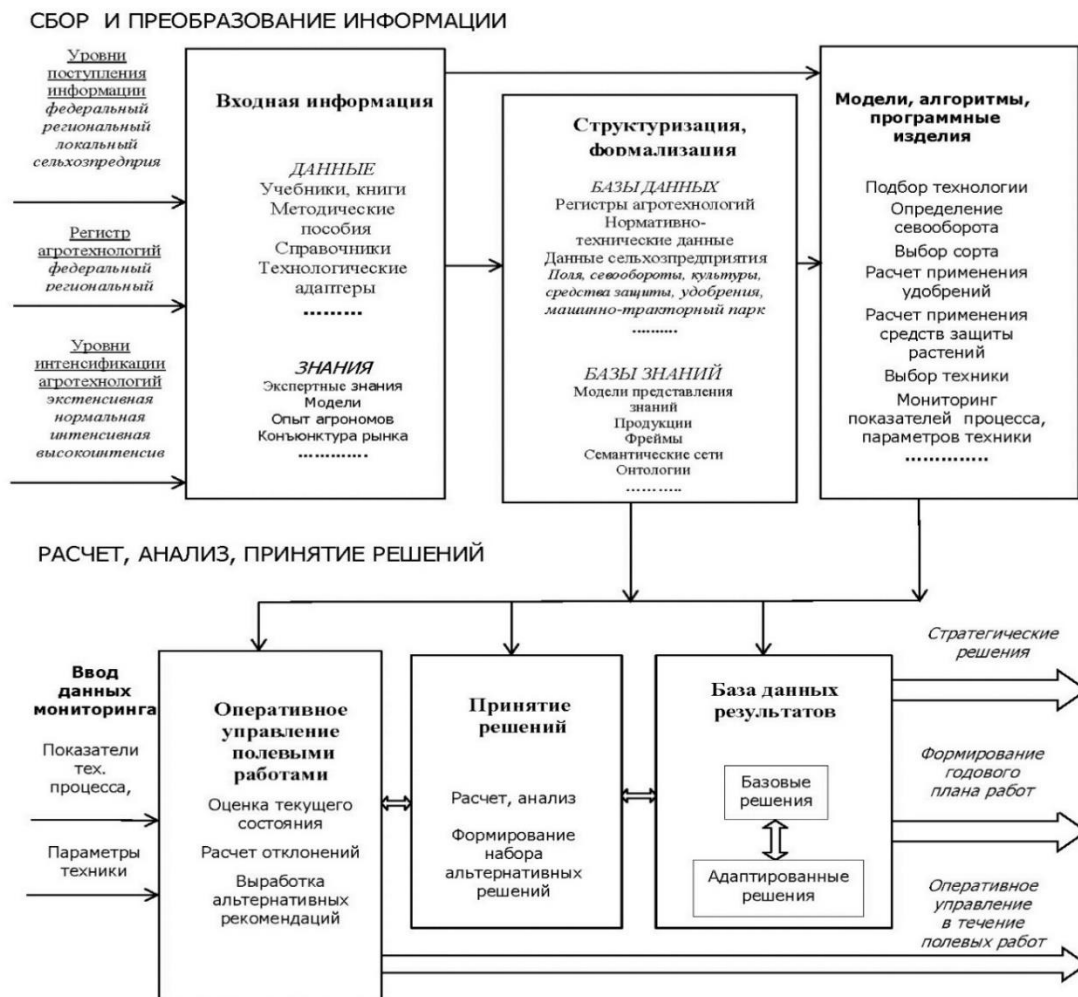 СБОР И ПРЕОБРАЗОВАНИЕ ИНФОРМАЦИИ
Уровни
поступления
информации
федеральный
региональный
локальный
сельхозпредприя
Регистр
агротехнологий
федеральный
региональный
Уровни
интенсификации
агротехнологий
экстенсивная
нормальная
интенсивная
высокоинтенсив
Входная информация
ДАННЫЕ
Учебники, книги
Методические
пособия
Справочники
Технологические
адаптеры
.........
ЗНАНИЯ
Экспертные знания
Модели
Опыт агрономов
Конъюнктура рынка
.............
Структуризация,
формализация
БАЗЫ ДАННЫХ
Регистры агротехнологий
Нормативно-
технические данные
Данные сельхозпредприятия
Поля, севообороты, культуры,
средства защиты, удобрения,
машинно-тракторный парк
..........
БАЗЫ ЗНАНИЙ
Модели представления
знаний
Продукции
Фреймы
Семантические сети
Онтологии
...........
Модели, алгоритмы,
программные
изделия
Подбор технологии
Определение
севооборота
Выбор сорта
Расчет применения
удобрений
Расчет применения
средств защиты
растений
Выбор техники
Мониторинг
показателей процесса,
параметров техники
..............
РАСЧЕТ, АНАЛИЗ, ПРИНЯТИЕ РЕШЕНИЙ
Ввод
данных
мониторинга
Показатели
тех.
процесса,
Параметры
техники
Оперативное
управление
полевыми
работами
Оценка текущего
состояния
Расчет отклонений
Выработка
альтернативных
рекомендаций
Принятие
решений
Расчет, анализ
Формирование
набора
альтернативных
решений
База данных
результатов
Базовые
решения
Адаптированные
решения
Стратегические
решения
Формирование
годового
плана работ
Оперативное
управление
в течение
полевых работ